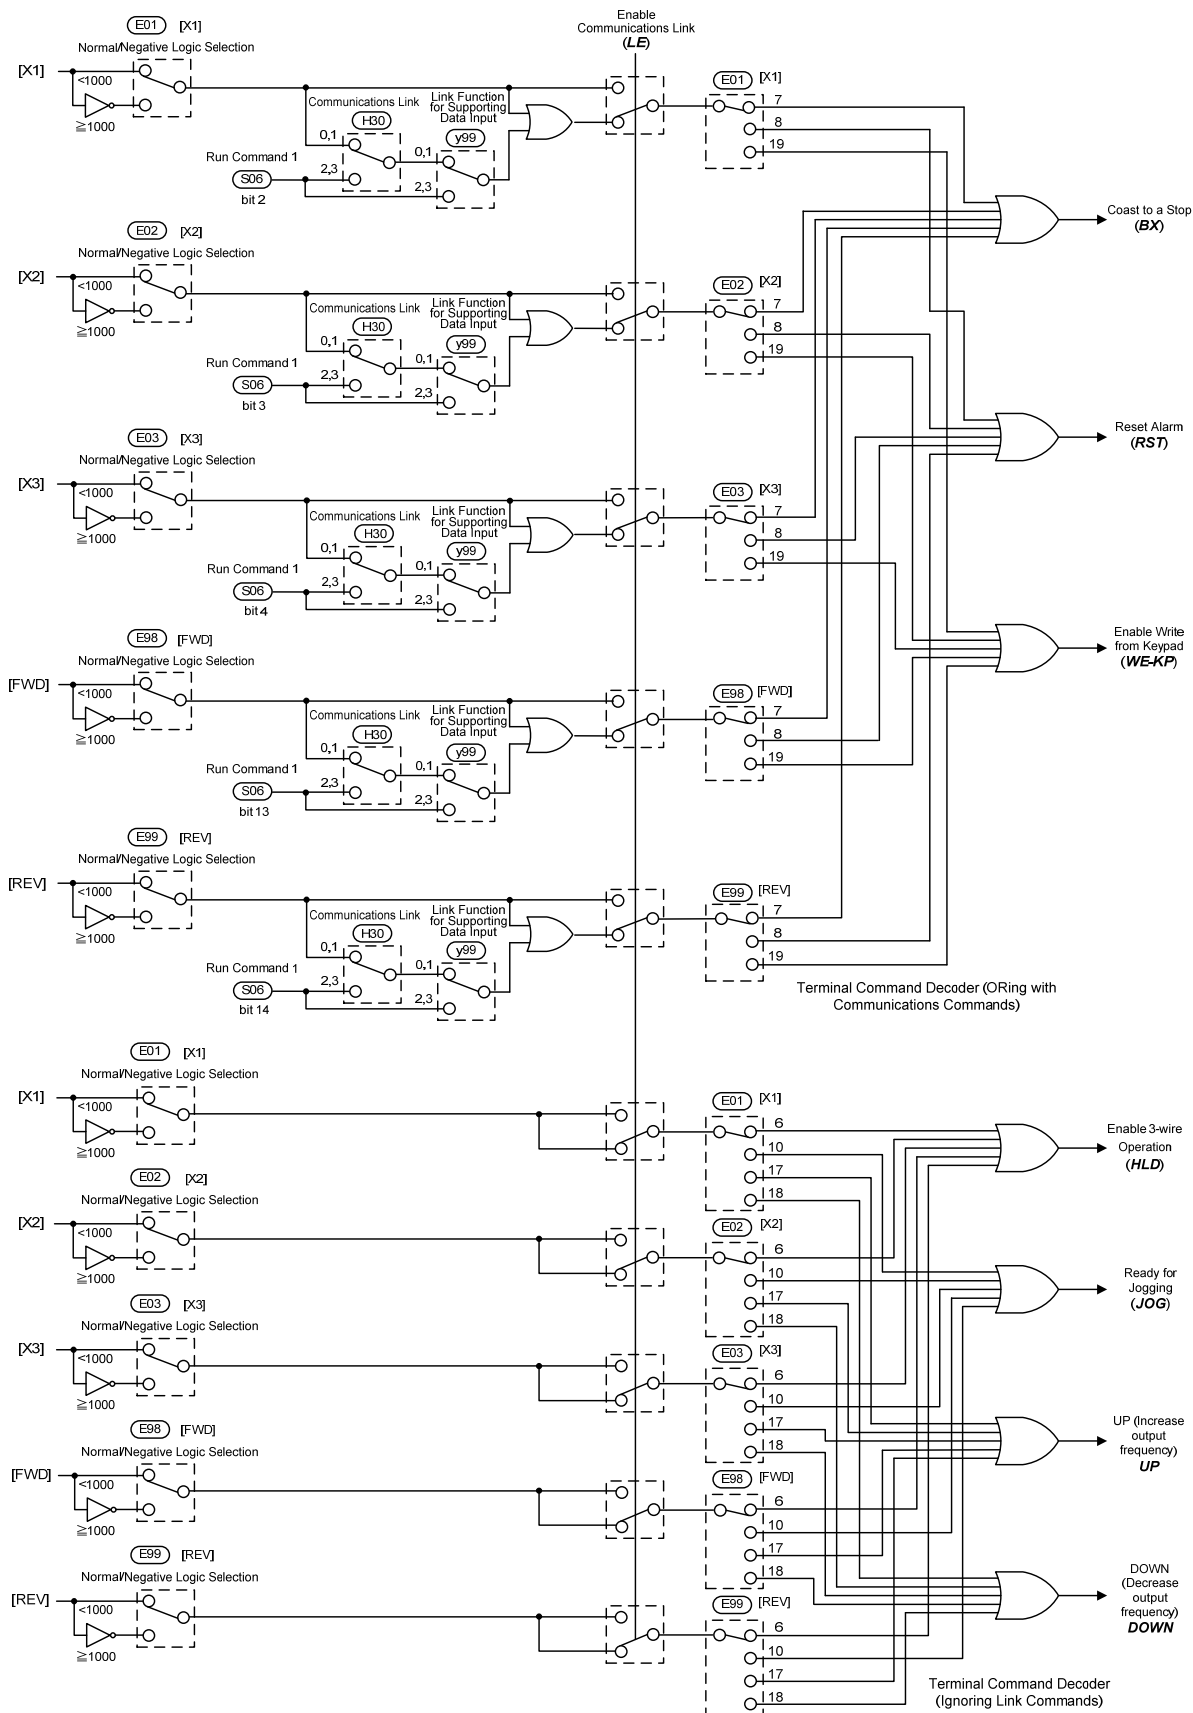 Enable
Communications Link
(LE)
E01 [X1]
Normal/Negative Logic Selection
[X1]
<1000
≧1000
Communications Link
H30
Link Function
for Supporting
Data Input
y99
0,1
0,1
Run Command 1
S06
bit 2
2,3
2,3
E01 [X1]
7
8
19
Coast to a Stop
(BX)
E02 [X2]
Normal/Negative Logic Selection
[X2]
<1000
≧1000
Communications Link
H30
Link Function
for Supporting
Data Input
y99
0,1
0,1
Run Command 1
S06
bit 3
2,3
2,3
E02 [X2]
7
8
19
Reset Alarm
(RST)
E03 [X3]
Normal/Negative Logic Selection
[X3]
<1000
≧1000
Communications Link
H30
Link Function
for Supporting
Data Input
y99
0,1
0,1
Run Command 1
S06
bit 4
2,3
2,3
E03 [X3]
7
8
19
Enable Write
from Keypad
(WE-KP)
E98 [FWD]
Normal/Negative Logic Selection
[FWD]
<1000
≧1000
Communications Link
H30
Link Function
for Supporting
Data Input
y99
0,1
0,1
Run Command 1
S06
bit 13
2,3
2,3
E98 [FWD]
7
8
19
E99 [REV]
Normal/Negative Logic Selection
[REV]
<1000
≧1000
Communications Link
H30
Link Function
for Supporting
Data Input
y99
0,1
0,1
Run Command 1
S06
bit 14
2,3
2,3
E99 [REV]
7
8
19
Terminal Command Decoder (ORing with
Communications Commands)
E01 [X1]
Normal/Negative Logic Selection
[X1]
<1000
≧1000
E01 [X1]
6
10
17
18
Enable 3-wire
Operation
(HLD)
E02 [X2]
Normal/Negative Logic Selection
[X2]
<1000
≧1000
E02 [X2]
6
10
17
18
Ready for
Jogging
(JOG)
E03 [X3]
Normal/Negative Logic Selection
[X3]
<1000
≧1000
E03 [X3]
6
10
17
18
UP (Increase
output
frequency)
UP
E98 [FWD]
Normal/Negative Logic Selection
[FWD]
<1000
≧1000
E98 [FWD]
6
10
17
18
DOWN
(Decrease
output
frequency)
DOWN
E99 [REV]
Normal/Negative Logic Selection
[REV]
<1000
≧1000
E99 [REV]
6
10
17
18
Terminal Command Decoder
(Ignoring Link Commands)